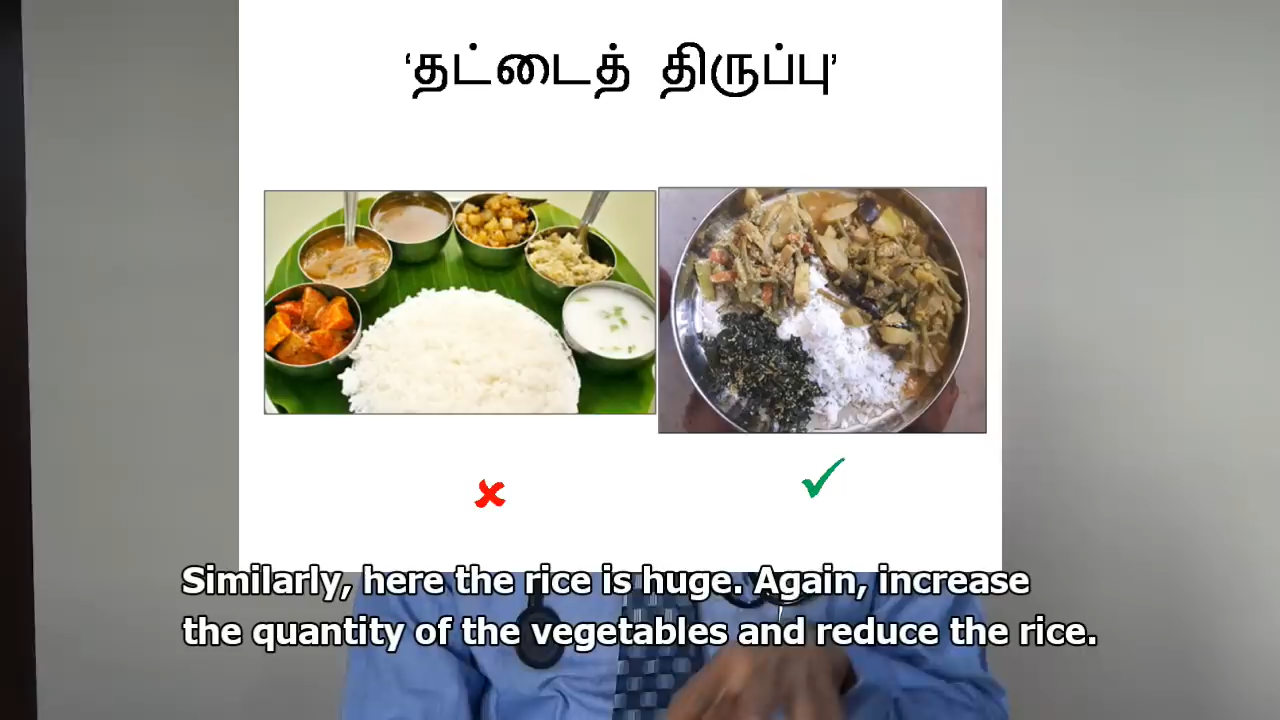 ‘தட்டைத் திருப்பு’
Similarly, here the rice is huge. Again, increase
the quantity of the vegetables and reduce the rice.